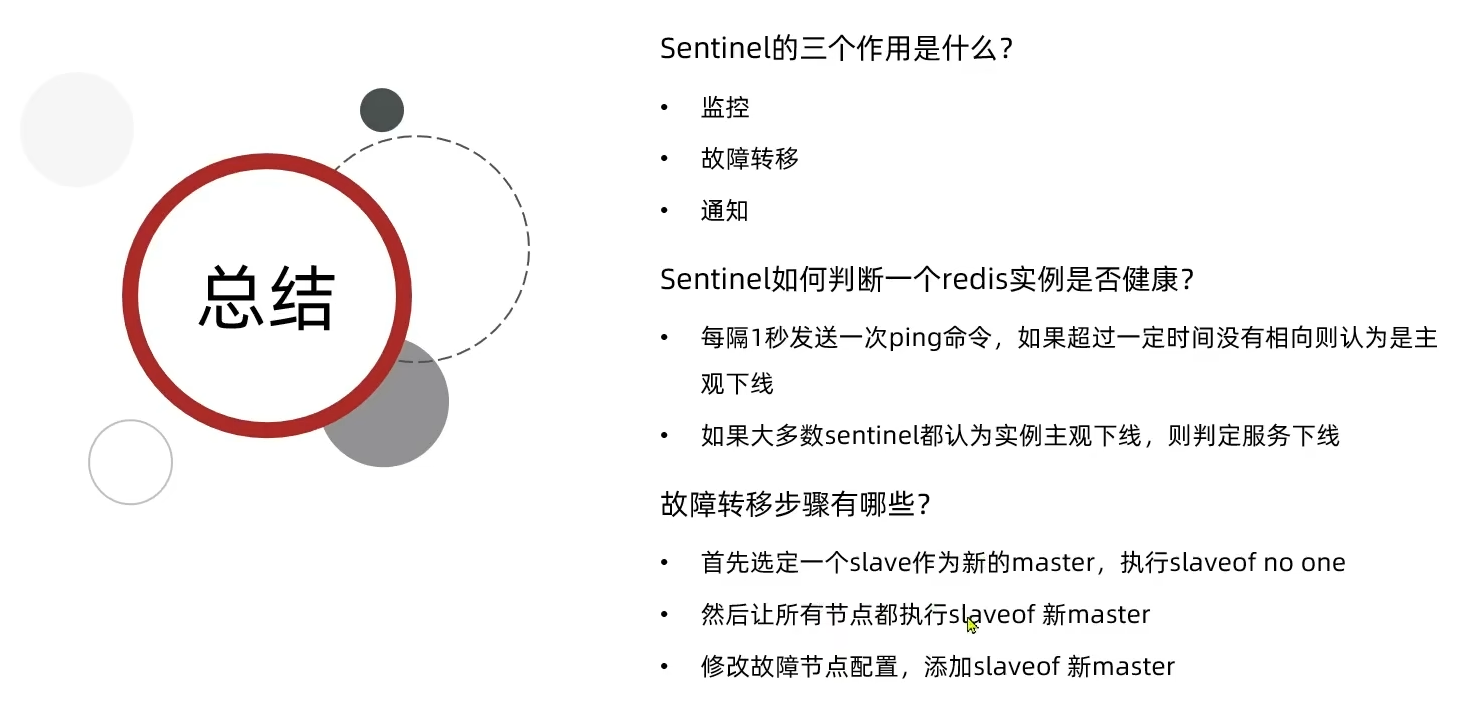 总结
Sentinel的三个作用是什么？
• 监控
• 故障转移
• 通知
Sentinel如何判断一个redis实例是否健康？
• 每隔1秒发送一次ping命令，如果超过一定时间没有相向则认为是主
观下线
• 如果大多数sentinel都认为实例主观下线，则判定服务下线
故障转移步骤有哪些？
• 首先选定一个slave作为新的master，执行slaveof no one
• 然后让所有节点都执行slaveof 新master
• 修改故障节点配置，添加slaveof 新master